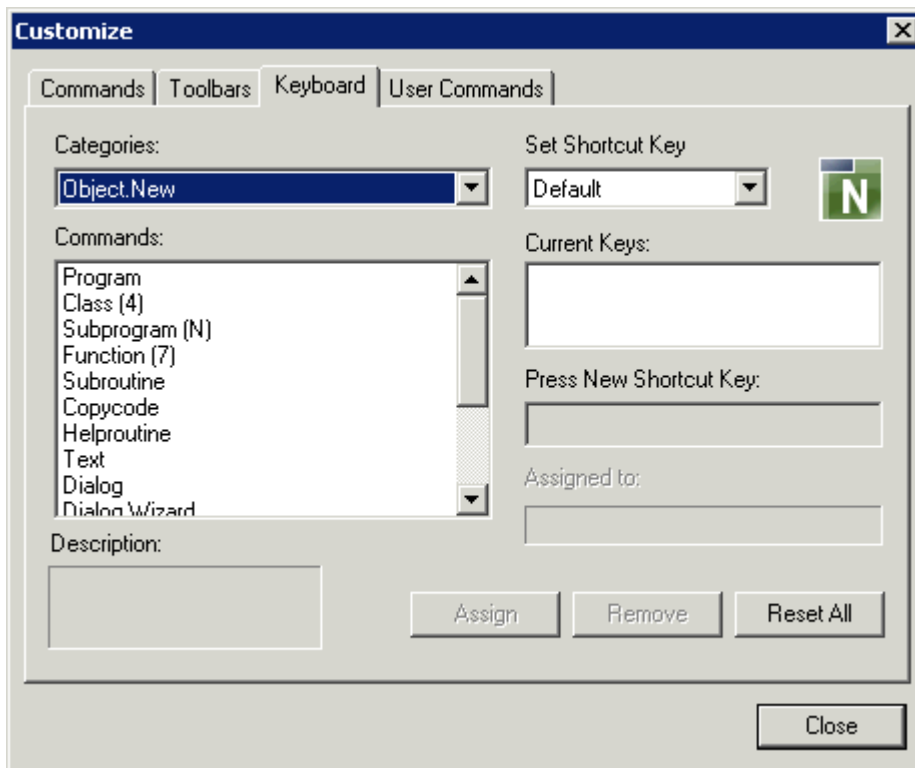 Customize
Commands Toolbars Keyboard User Commands
Categories:
Object.New
Commands:
Program
Class (4)
Subprogram (N)
Function (7)
Subroutine
Copycode
Helproutine
Text
Dialog
Dialog Wizard
Description:
Set Shortcut Key
Default
N
Current Keys:
Press New Shortcut Key:
Assigned to:
Assign Remove Reset All
Close